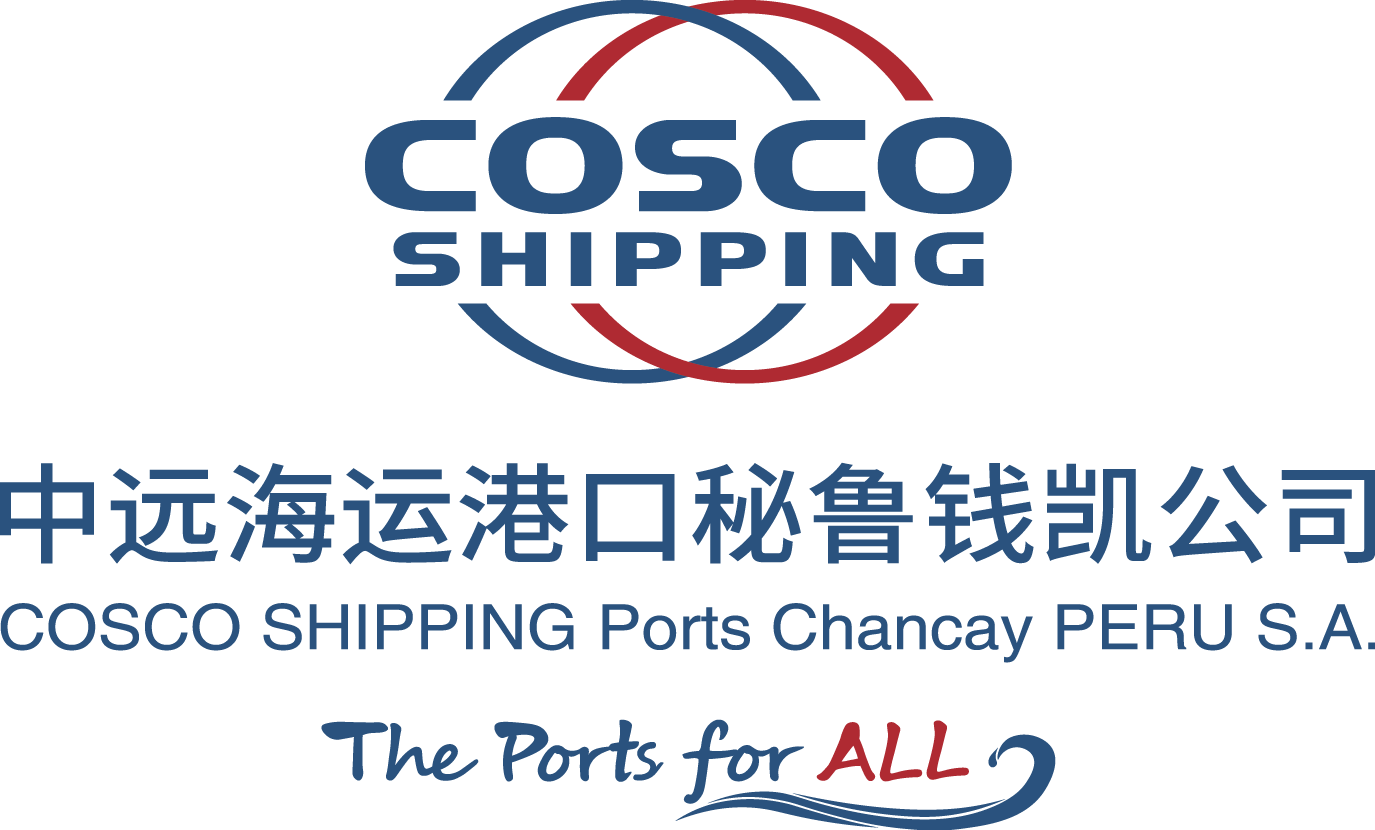 COSCO
SHIPPING
中远海运港口秘鲁钱凯公司
COSCO SHIPPING Ports Chancay PERU S.A.
The Ports for ALL